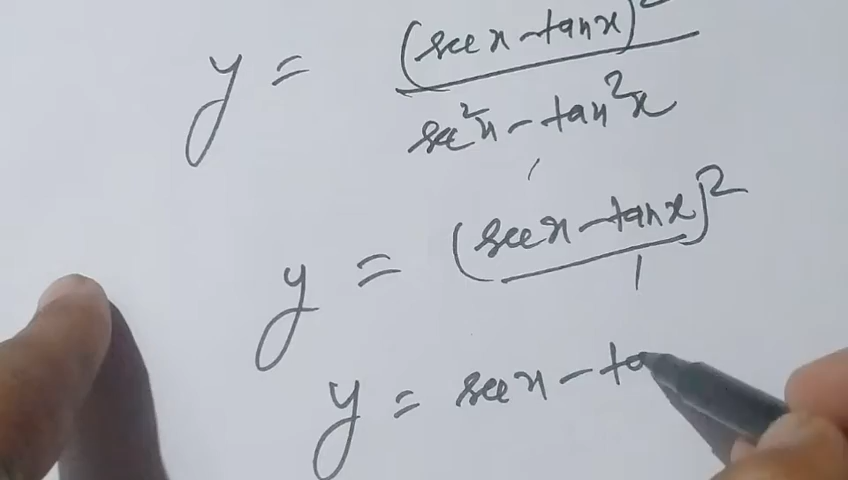 y = (sec x - tan x)²
sec²x - tan²x
y = (sec x - tan x)²
1
y = sec x - ta